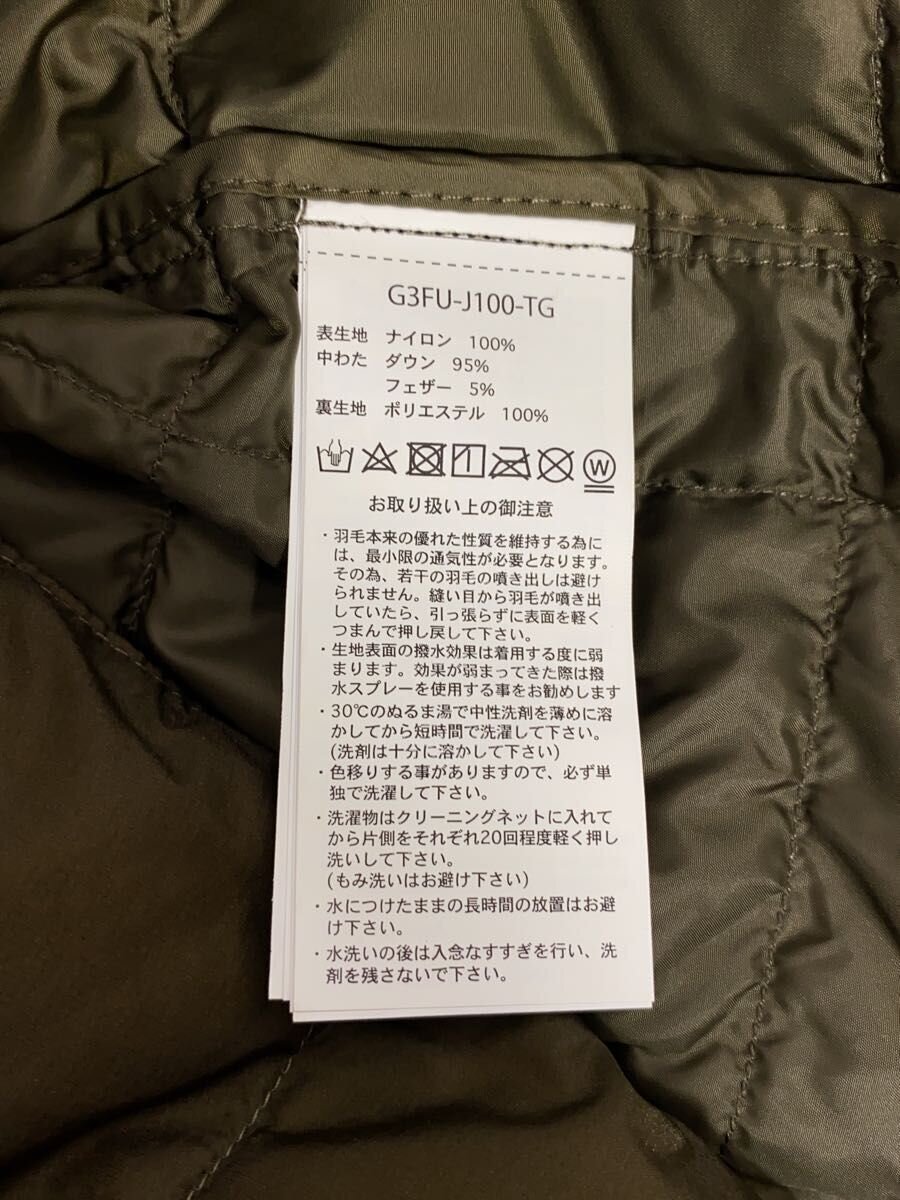 G3FU-J100-TG
表生地 ナイロン 100%
中わた ダウン 95%
フェザー 5%
裏生地 ポリエステル 100%
W
お取り扱い上の御注意
・羽毛本来の優れた性質を維持する為に
は、最小限の通気性が必要となります。
その為、若干の羽毛の噴き出しは避け
られません。縫い目から羽毛が噴き出
していたら、引っ張らずに表面を軽く
つまんで押し戻して下さい。
・生地表面の撥水効果は着用する度に弱
まります。効果が弱まってきた際は撥
水スプレーを使用する事をお勧めします
・30℃のぬるま湯で中性洗剤を薄めに溶
かしてから短時間で洗濯して下さい。
(洗剤は十分に溶かして下さい)
・色移りする事がありますので、必ず単
独で洗濯して下さい。
・洗濯物はクリーニングネットに入れて
から片側をそれぞれ20回程度軽く押し
洗いして下さい。
(もみ洗いはお避け下さい)
・水につけたままの長時間の放置はお避
け下さい。
・水洗いの後は入念なすすぎを行い、洗
剤を残さないで下さい。